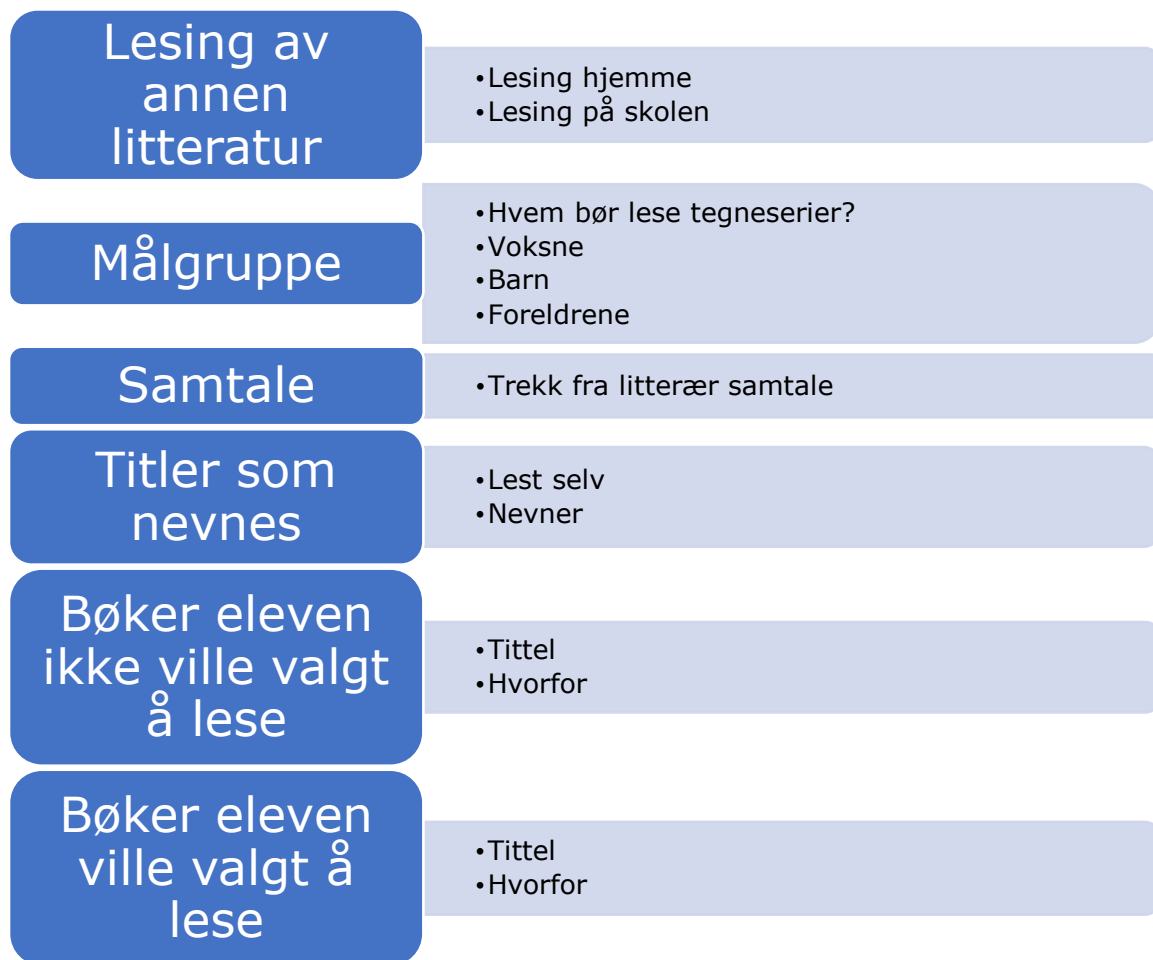 Lesing av
annen
litteratur
•Lesing hjemme
•Lesing på skolen
Målgruppe
•Hvem bør lese tegneserier?
•Voksne
•Barn
•Foreldrene
Samtale
•Trekk fra litterær samtale
Titler som
nevnes
•Lest selv
•Nevner
Bøker eleven
ikke ville valgt
å lese
•Tittel
•Hvorfor
Bøker eleven
ville valgt å
lese
•Tittel
•Hvorfor